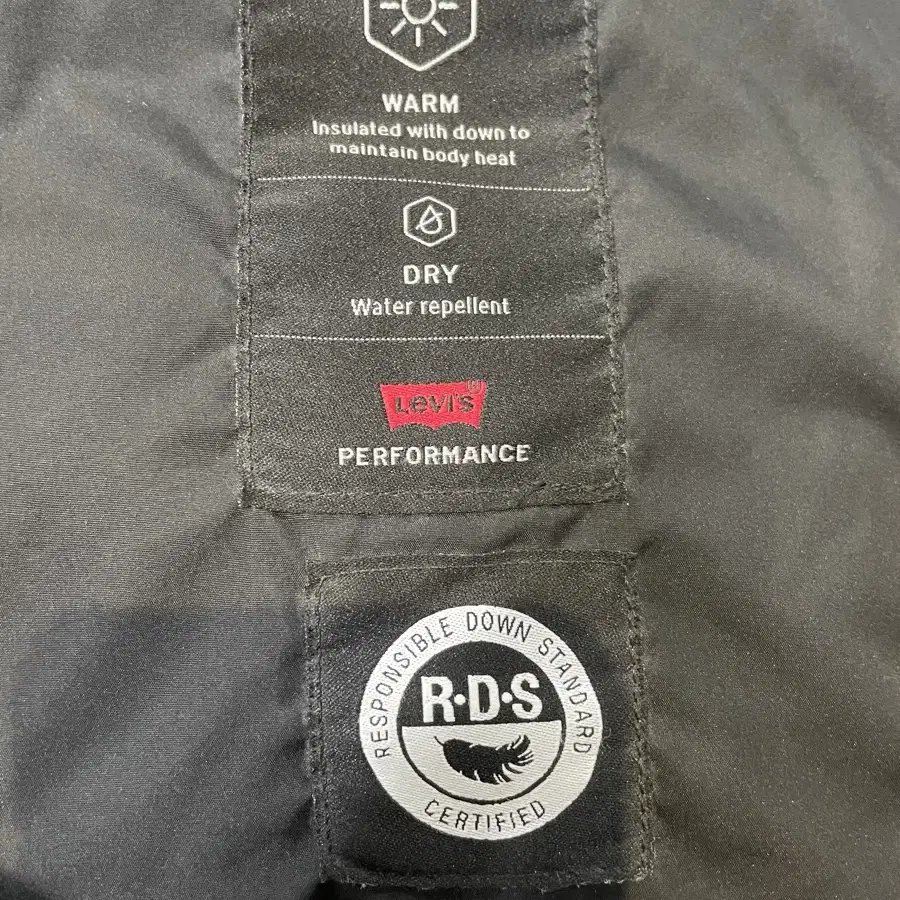 WARM
Insulated with down to
maintain body heat
DRY
Water repellent
Levi's®
PERFORMANCE
RESPONSIBLE DOWN STANDARD
R·D·S
CERTIFIED